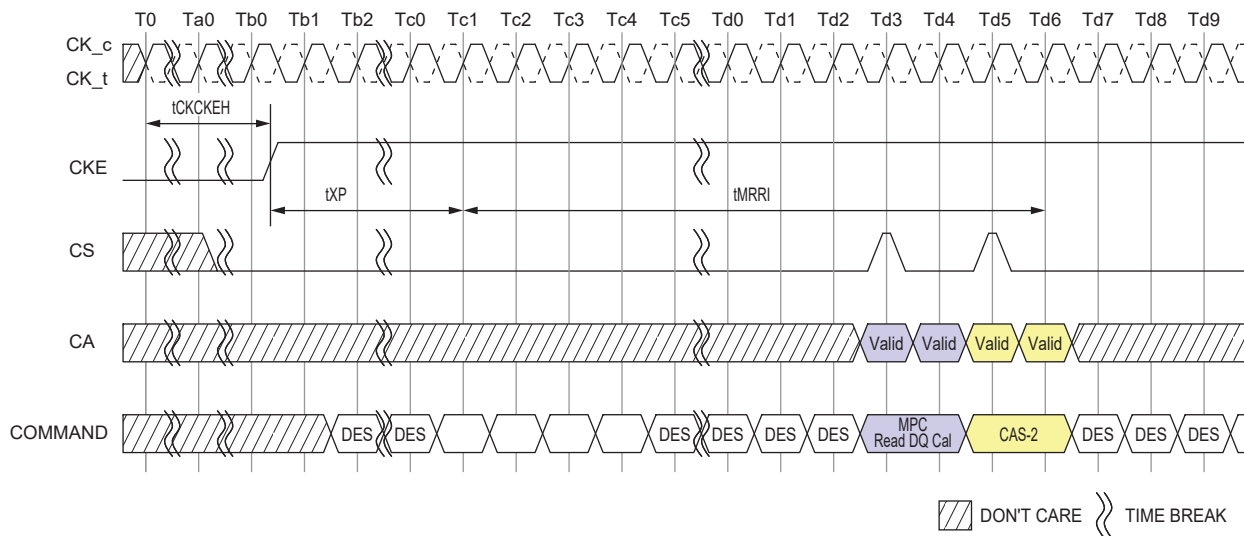 T0 Ta0 Tb0 Tb1 Tb2 Tc0 Tc1 Tc2 Tc3 Tc4 Tc5 Td0 Td1 Td2 Td3 Td4 Td5 Td6 Td7 Td8 Td9
CK_c
CK_t
tCKCKEH
CKE
tXP tMRRI
CS
CA Valid Valid Valid Valid
COMMAND DES DES DES DES DES DES MPC Read DQ Cal CAS-2 DES DES DES
DON'T CARE TIME BREAK